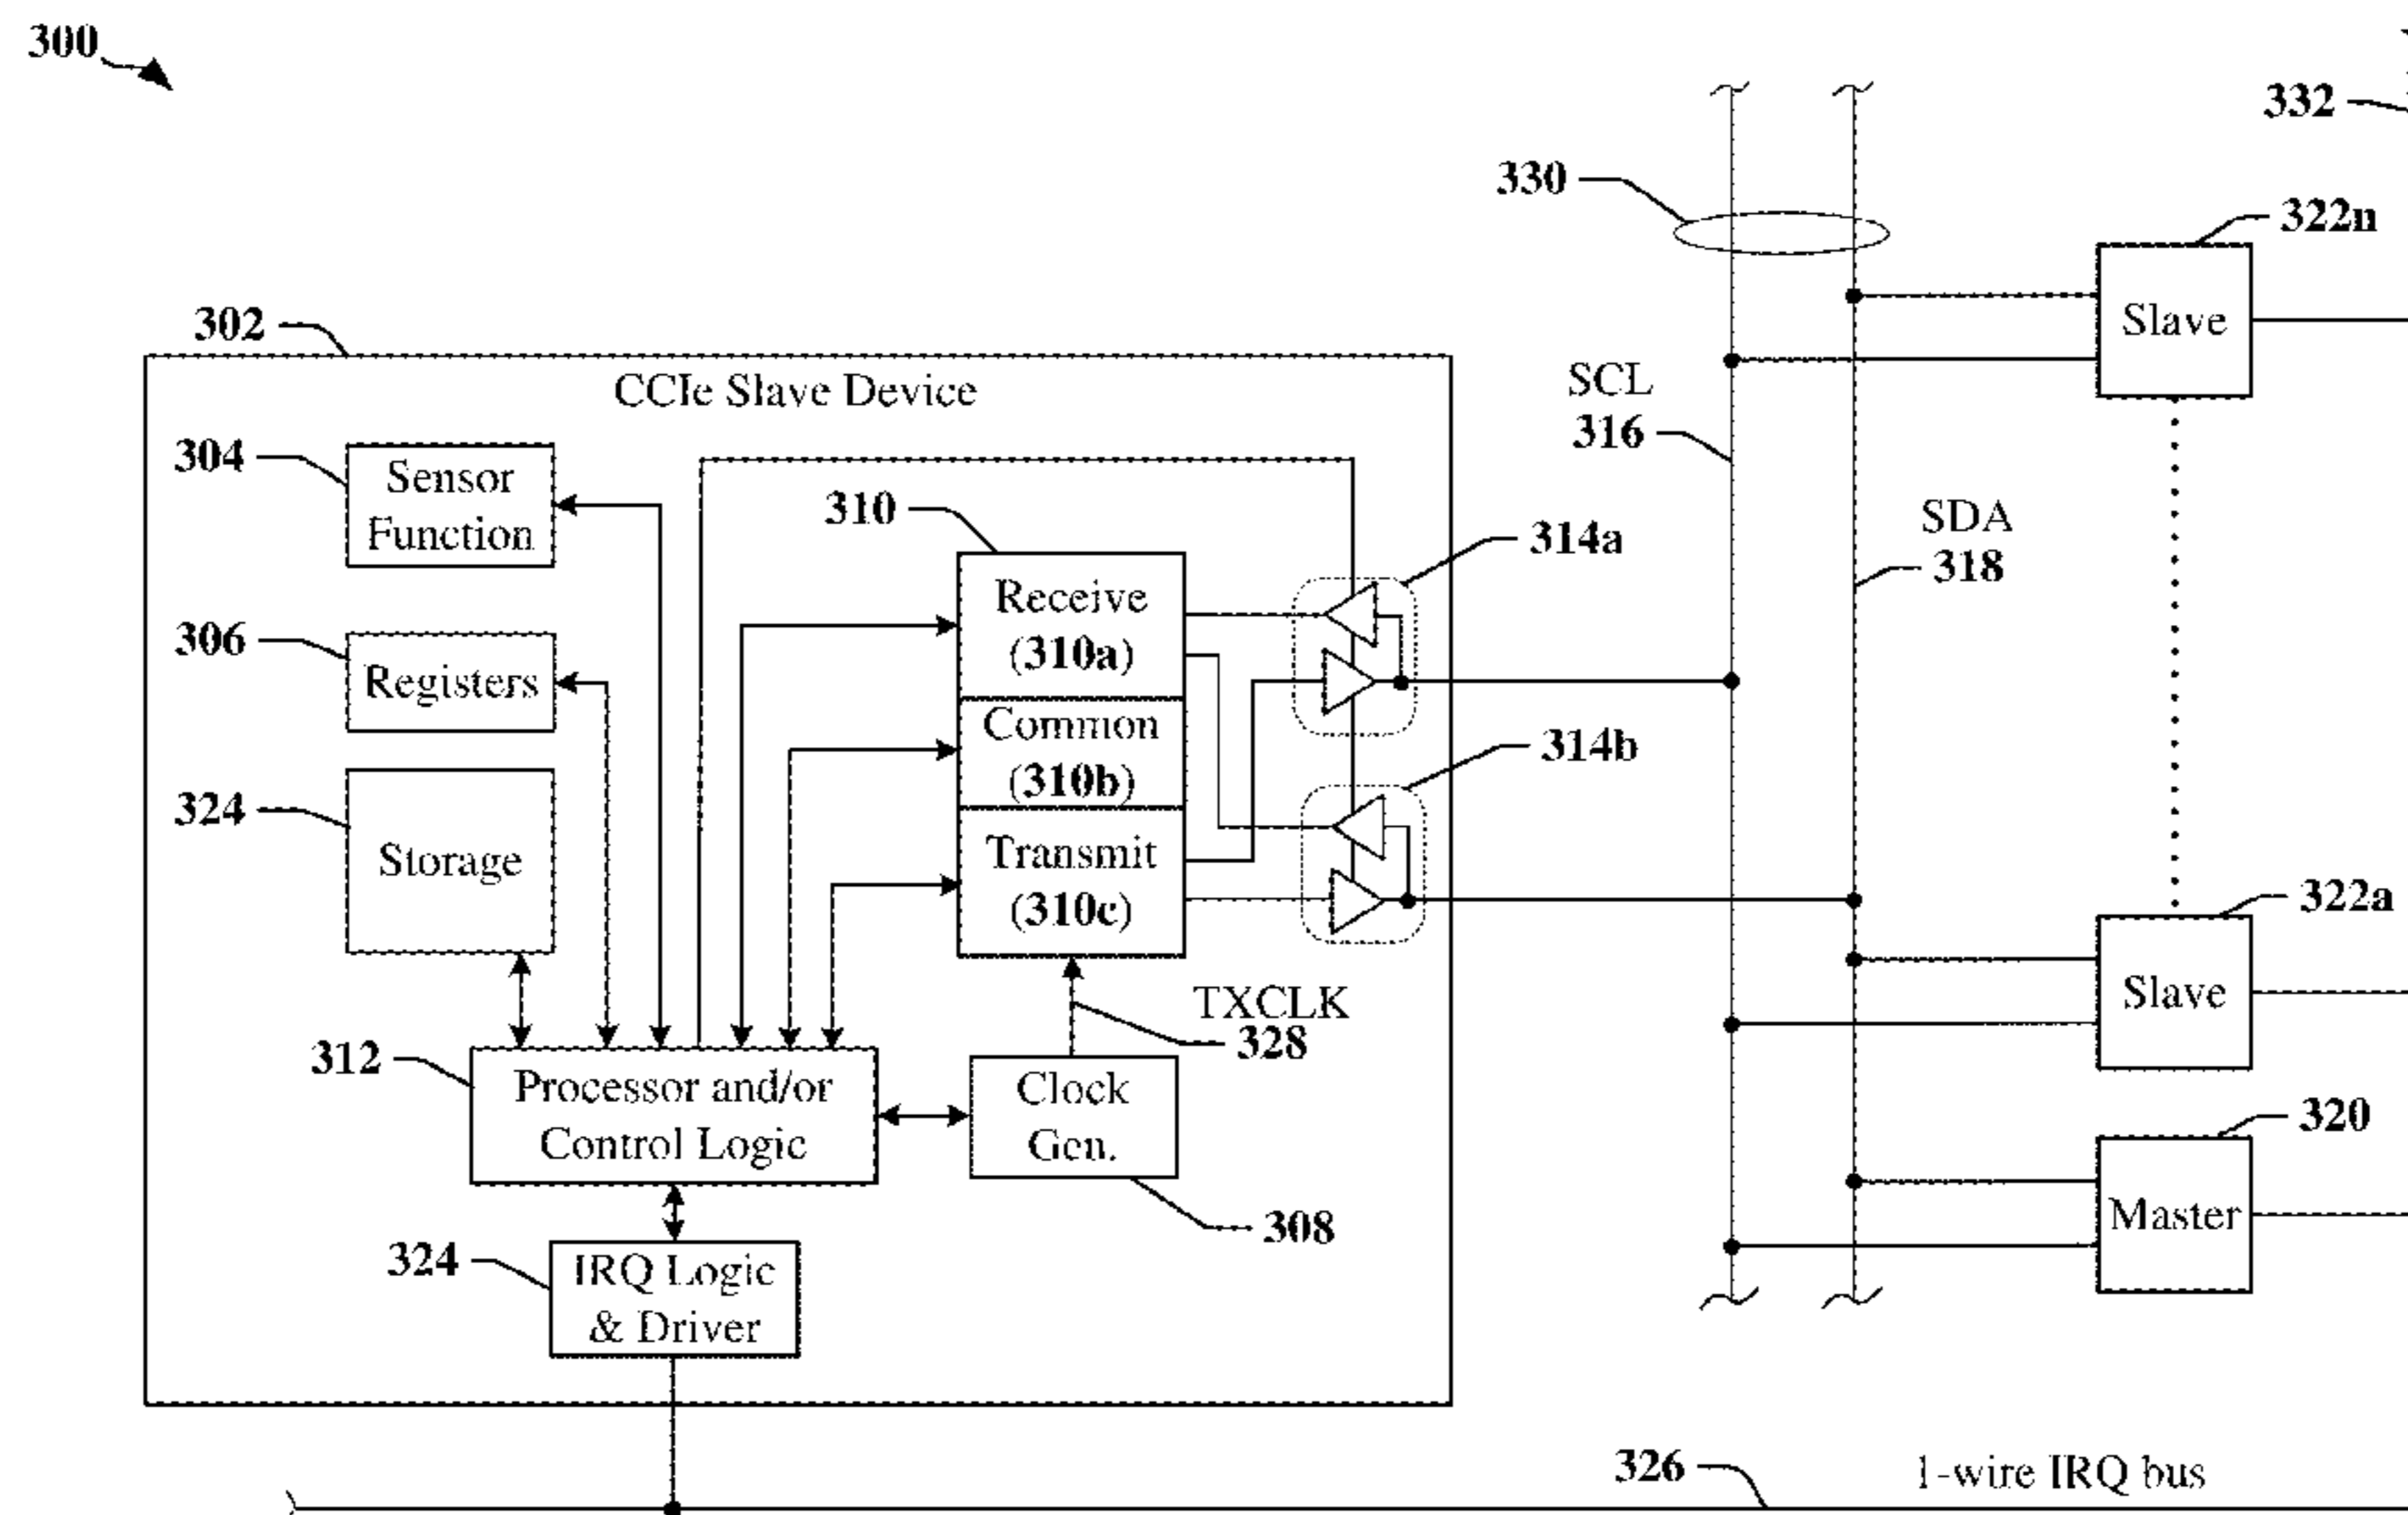 300
332
330
322n
302
Slave
CCIe Slave Device
SCL
316
304
Sensor
Function
310
314a
SDA
318
Receive
(310a)
306
Registers
Common
(310b)
314b
324
Storage
Transmit
(310c)
322a
Slave
TXCLK
328
312
Processor and/or
Control Logic
Clock
Gen.
320
Master
308
324
IRQ Logic
& Driver
326
1-wire IRQ bus